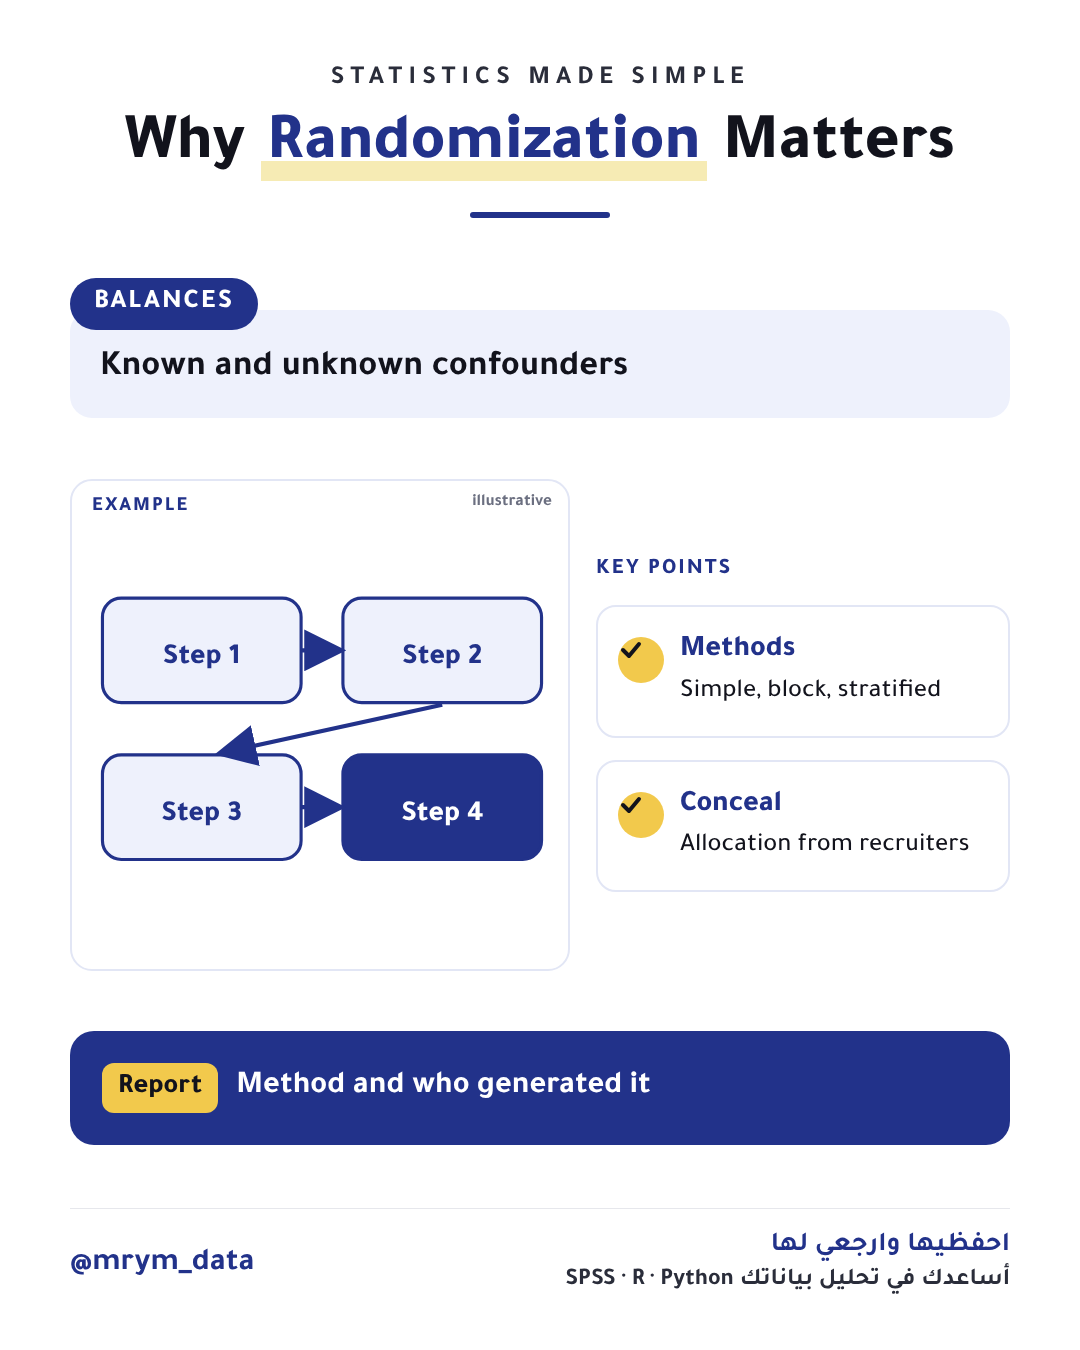 STATISTICS MADE SIMPLE
Why Randomization Matters
BALANCES
Known and unknown confounders
EXAMPLE
illustrative
Step 1
Step 2
Step 3
Step 4
KEY POINTS
Methods
Simple, block, stratified
Conceal
Allocation from recruiters
Report
Method and who generated it
@mrym_data
احفظيها وارجعي لها
أساعدك في تحليل بياناتك SPSS · R · Python